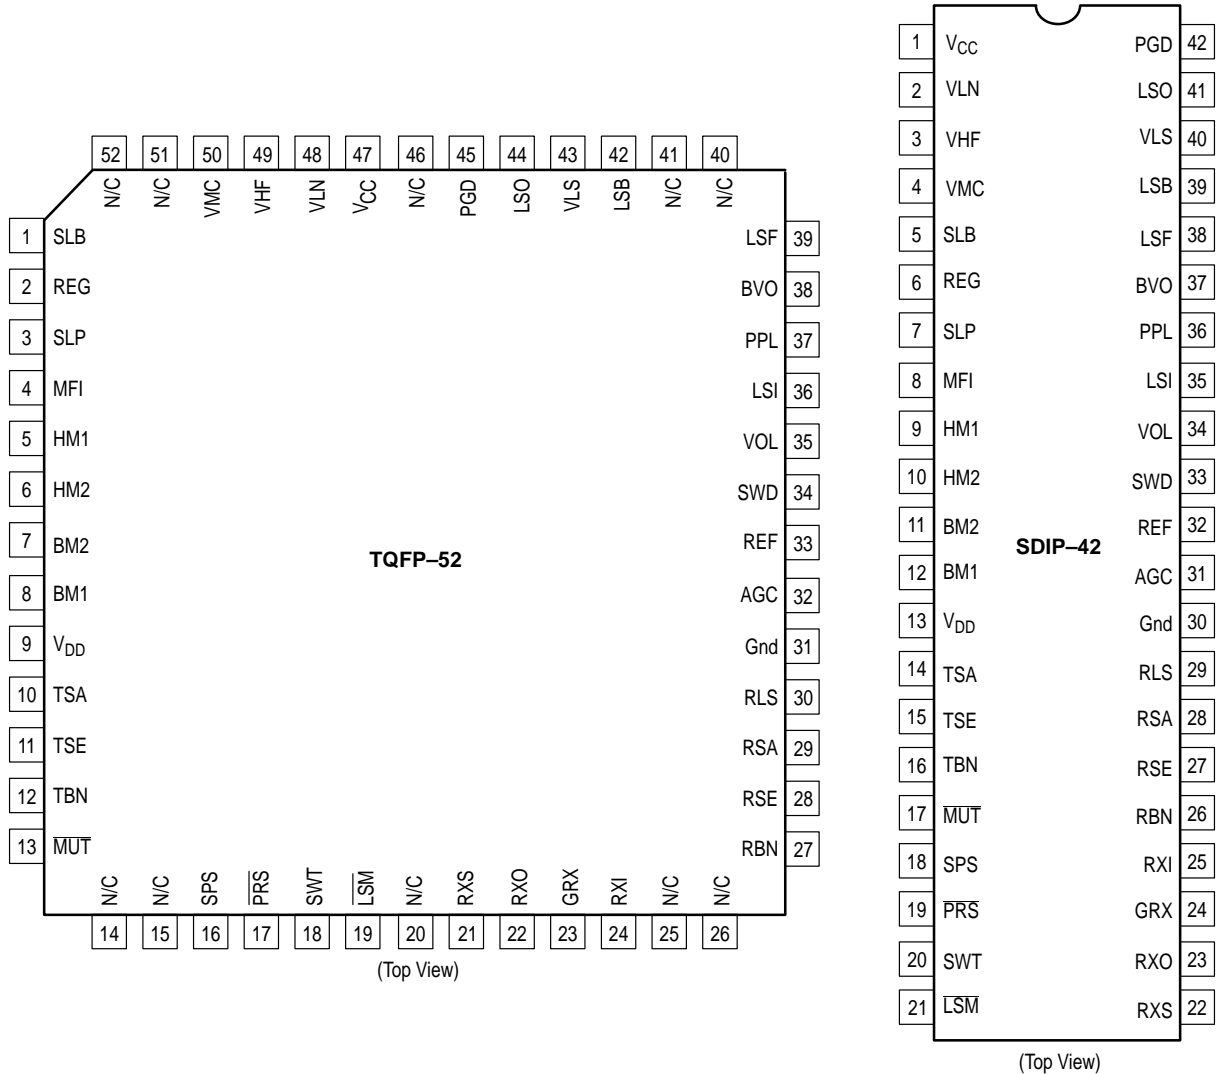 52 51 50 49 48 47 46 45 44 43 42 41 40
N/C N/C VMC VHF VLN VCC N/C PGD LSO VLS LSB N/C N/C
1 SLB
2 REG
3 SLP
4 MFI
5 HM1
6 HM2
7 BM2
8 BM1
9 VDD
10 TSA
11 TSE
12 TBN
13 M̅U̅T̅
TQFP–52
LSF 39
BVO 38
PPL 37
LSI 36
VOL 35
SWD 34
REF 33
AGC 32
Gnd 31
RLS 30
RSA 29
RSE 28
RBN 27
N/C N/C SPS P̅R̅S̅ SWT L̅S̅M̅ N/C RXS RXO GRX RXI N/C N/C
14 15 16 17 18 19 20 21 22 23 24 25 26
(Top View)
1 VCC PGD 42
2 VLN LSO 41
3 VHF VLS 40
4 VMC LSB 39
5 SLB LSF 38
6 REG BVO 37
7 SLP PPL 36
8 MFI LSI 35
9 HM1 VOL 34
10 HM2 SWD 33
11 BM2 REF 32
SDIP–42
12 BM1 AGC 31
13 VDD Gnd 30
14 TSA RLS 29
15 TSE RSA 28
16 TBN RSE 27
17 M̅U̅T̅ RBN 26
18 SPS RXI 25
19 P̅R̅S̅ GRX 24
20 SWT RXO 23
21 L̅S̅M̅ RXS 22
(Top View)